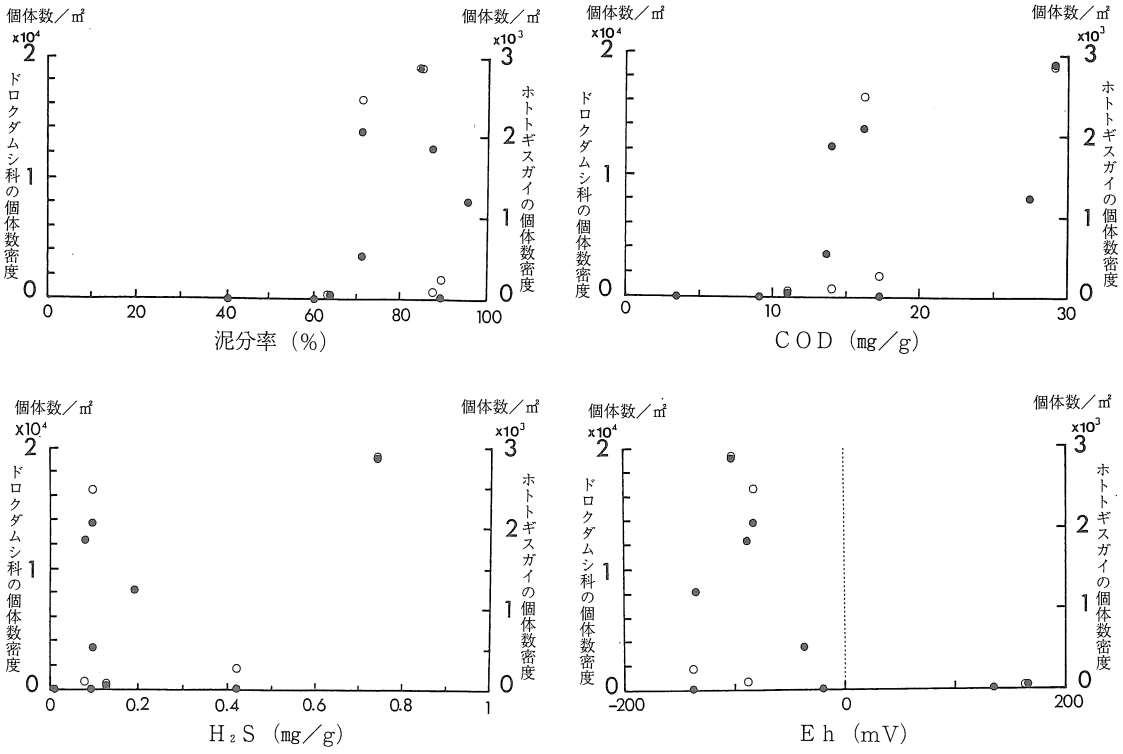 個体数／㎡
個体数／㎡
x10⁴
x10³
2
1
0
3
2
1
0
ドロクダムシ科の個体数密度
ホトトギスガイの個体数密度
0 20 40 60 80 100
泥分率 (％)
個体数／㎡
個体数／㎡
x10⁴
x10³
2
1
0
3
2
1
0
ドロクダムシ科の個体数密度
ホトトギスガイの個体数密度
0 10 20 30
ＣＯＤ (㎎／ｇ)
個体数／㎡
個体数／㎡
x10⁴
x10³
2
1
0
3
2
1
0
ドロクダムシ科の個体数密度
ホトトギスガイの個体数密度
0 0.2 0.4 0.6 0.8 1
Ｈ₂Ｓ (㎎／ｇ)
個体数／㎡
個体数／㎡
x10⁴
x10³
2
1
0
3
2
1
0
ドロクダムシ科の個体数密度
ホトトギスガイの個体数密度
-200 0 200
Ｅｈ (ｍＶ)